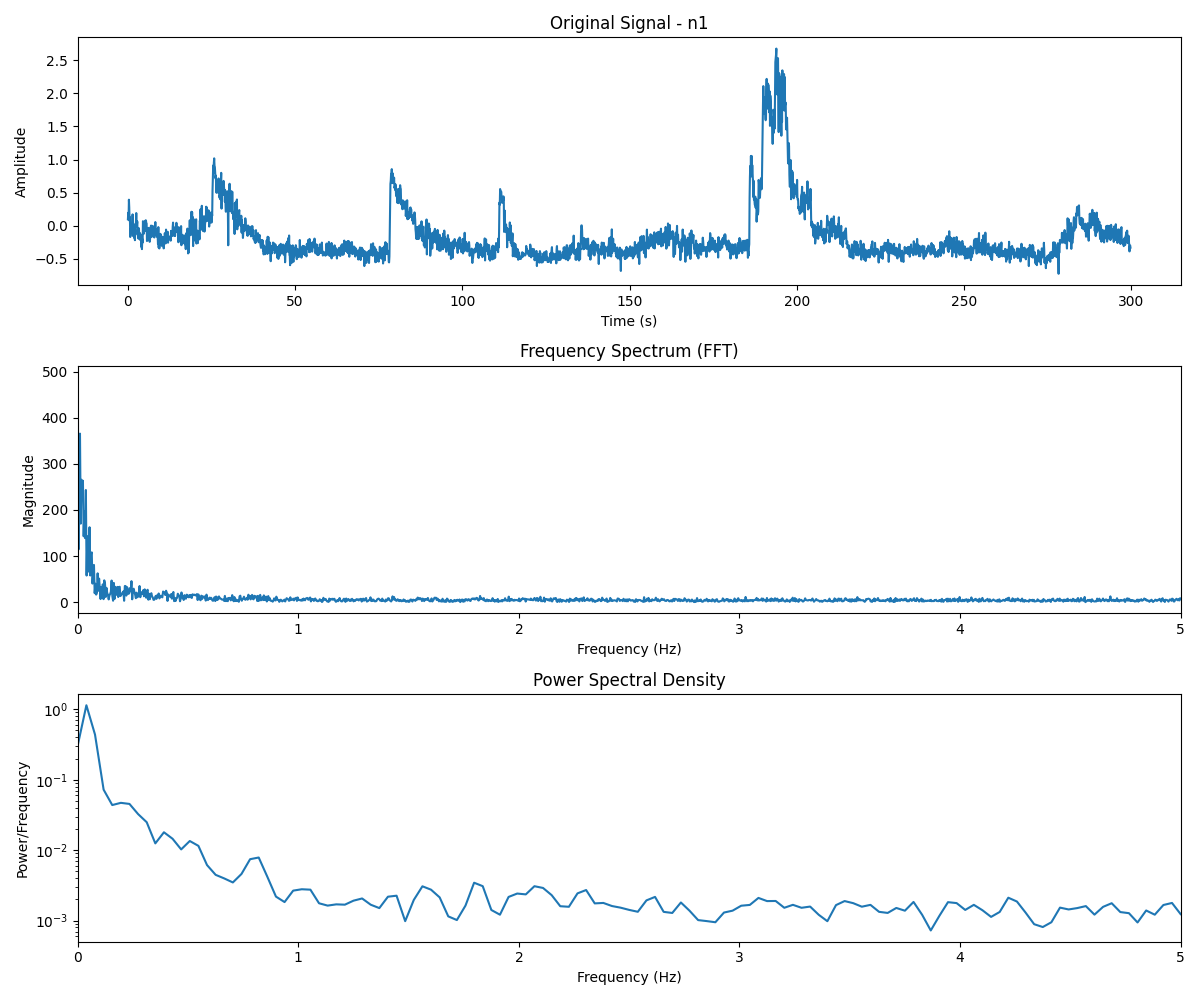 Original Signal - n1
2.5
2.0
1.5
1.0
0.5
0.0
−0.5
Amplitude
0 50 100 150 200 250 300
Time (s)
Frequency Spectrum (FFT)
500
400
300
200
100
0
Magnitude
0 1 2 3 4 5
Frequency (Hz)
Power Spectral Density
10⁰
10⁻¹
10⁻²
10⁻³
Power/Frequency
0 1 2 3 4 5
Frequency (Hz)